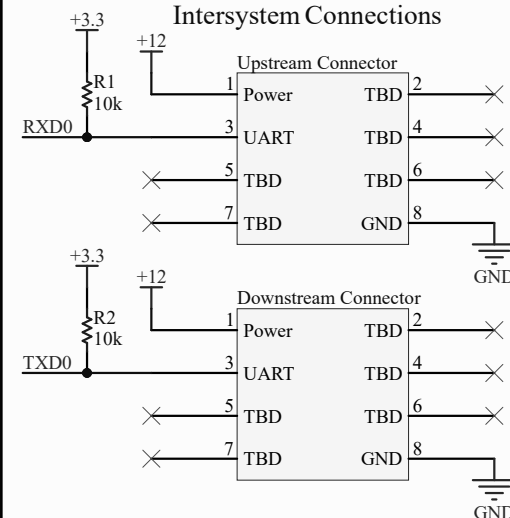 Intersystem Connections
+3.3
+12
Upstream Connector
R1
10k
RXD0
1 Power TBD 2
3 UART TBD 4
5 TBD TBD 6
7 TBD GND 8
GND
+3.3
+12
Downstream Connector
R2
10k
TXD0
1 Power TBD 2
3 UART TBD 4
5 TBD TBD 6
7 TBD GND 8
GND